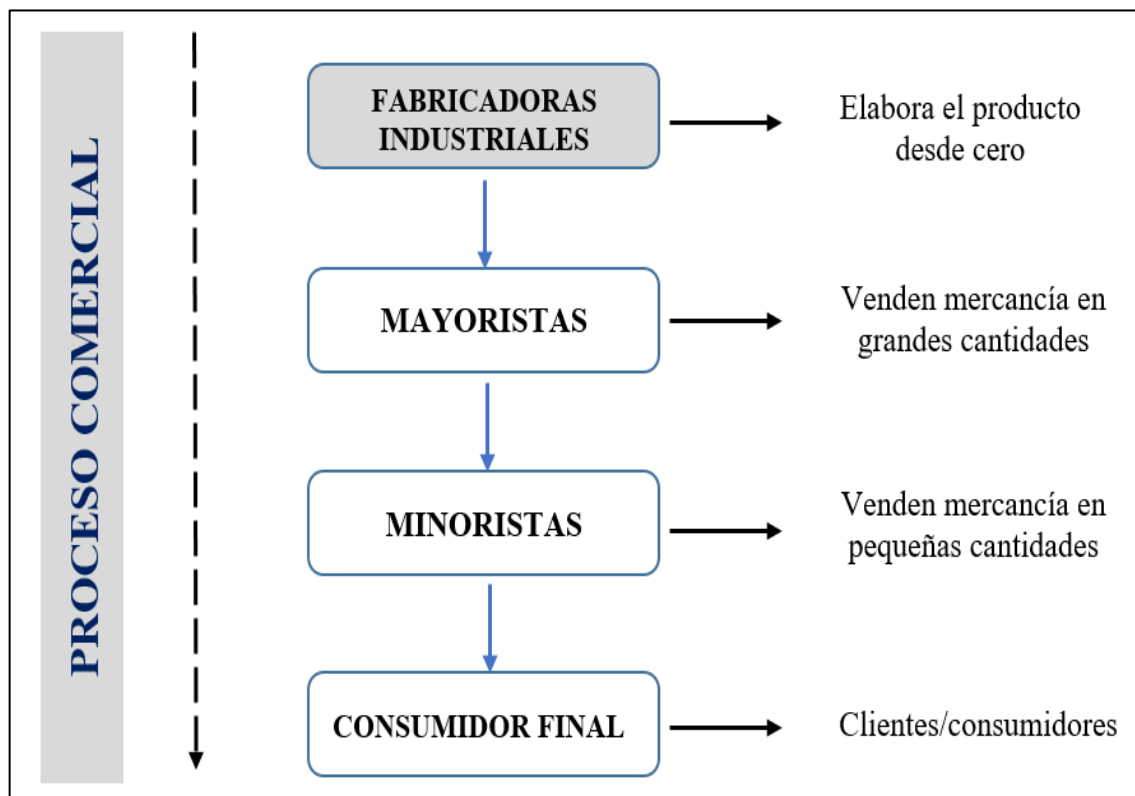 PROCESO COMERCIAL
FABRICADORAS
INDUSTRIALES
Elabora el producto
desde cero
MAYORISTAS
Venden mercancía en
grandes cantidades
MINORISTAS
Venden mercancía en
pequeñas cantidades
CONSUMIDOR FINAL
Clientes/consumidores